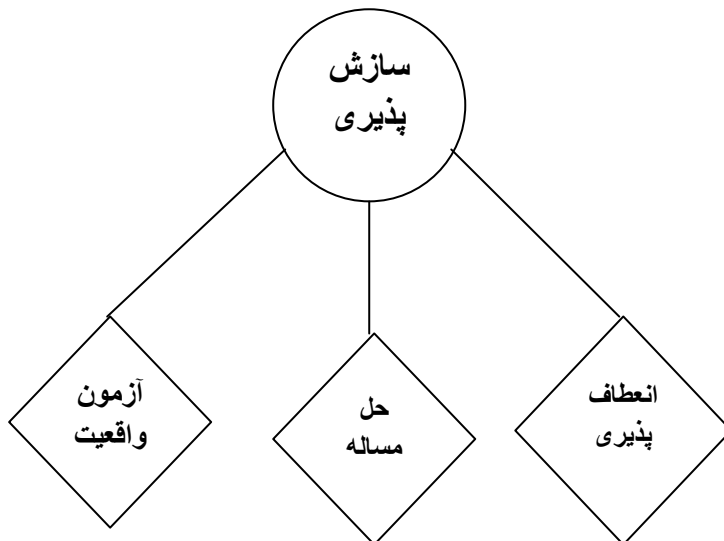 سازش
پذیری
انعطاف
پذیری
حل
مساله
آزمون
واقعیت